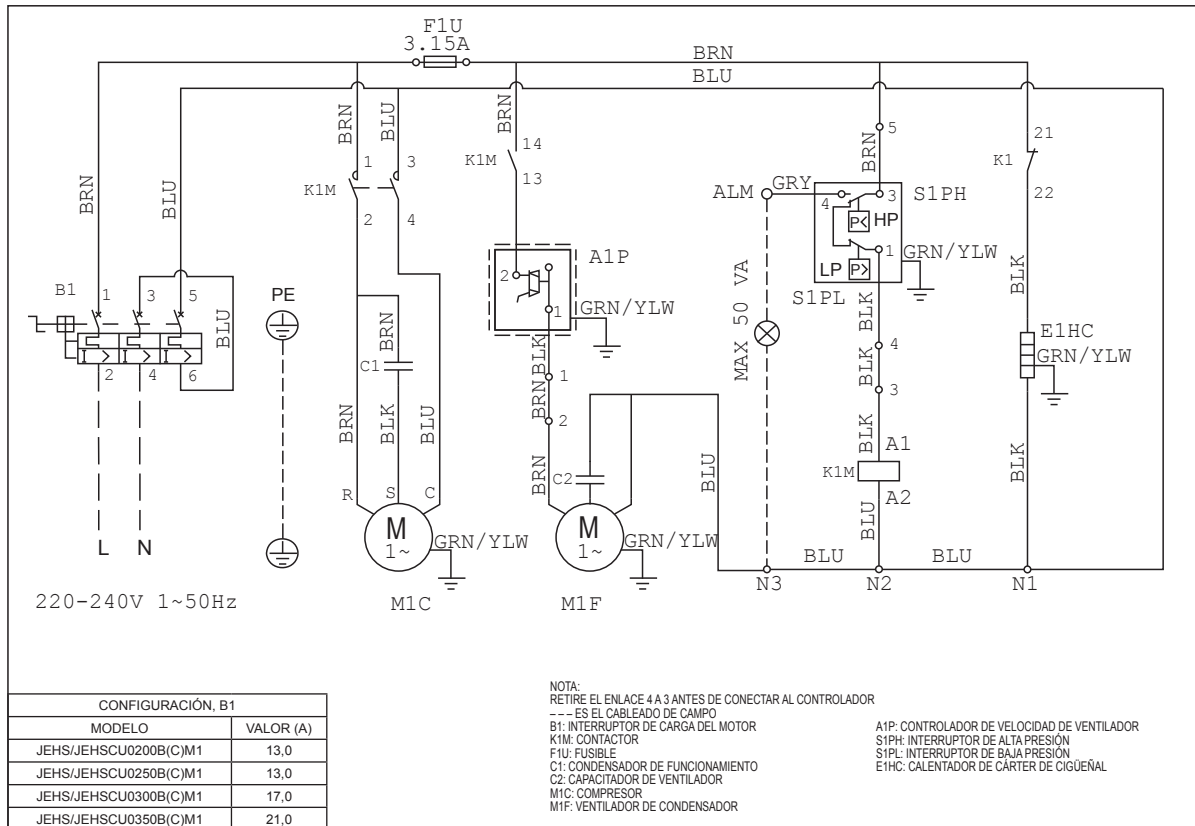 F1U
3.15A
BRN
BLU
BRN
BLU
BRN
14
13
K1M
5
BRN
21
K1
22
BRN
BLU
1
3
K1M
2
4
ALM
GRY
4
3
S1PH
P<
HP
A1P
2
1
GRN/YLW
1
LP
P>
GRN/YLW
S1PL
B1
1
3
5
I >
I >
I >
2
4
6
BLU
PE
BRN
C1
BLK
1
BRN
2
MAX 50 VA
BLK
4
BLK
3
BLK
E1HC
GRN/YLW
BRN
BLK
BLU
BRN
C2
BLU
BLK
A1
K1M
A2
BLU
BLK
R
S
C
M
1~
GRN/YLW
M
1~
GRN/YLW
L
N
BLU
BLU
N3
N2
N1
220-240V 1~50Hz
M1C
M1F
CONFIGURACIÓN, B1
MODELO VALOR (A)
JEHS/JEHSCU0200B(C)M1 13,0
JEHS/JEHSCU0250B(C)M1 13,0
JEHS/JEHSCU0300B(C)M1 17,0
JEHS/JEHSCU0350B(C)M1 21,0
NOTA:
RETIRE EL ENLACE 4 A 3 ANTES DE CONECTAR AL CONTROLADOR
---- ES EL CABLEADO DE CAMPO
B1: INTERRUPTOR DE CARGA DEL MOTOR
K1M: CONTACTOR
F1U: FUSIBLE
C1: CONDENSADOR DE FUNCIONAMIENTO
C2: CAPACITADOR DE VENTILADOR
M1C: COMPRESOR
M1F: VENTILADOR DE CONDENSADOR
A1P: CONTROLADOR DE VELOCIDAD DE VENTILADOR
S1PH: INTERRUPTOR DE ALTA PRESIÓN
S1PL: INTERRUPTOR DE BAJA PRESIÓN
E1HC: CALENTADOR DE CÁRTER DE CIGÜEÑAL